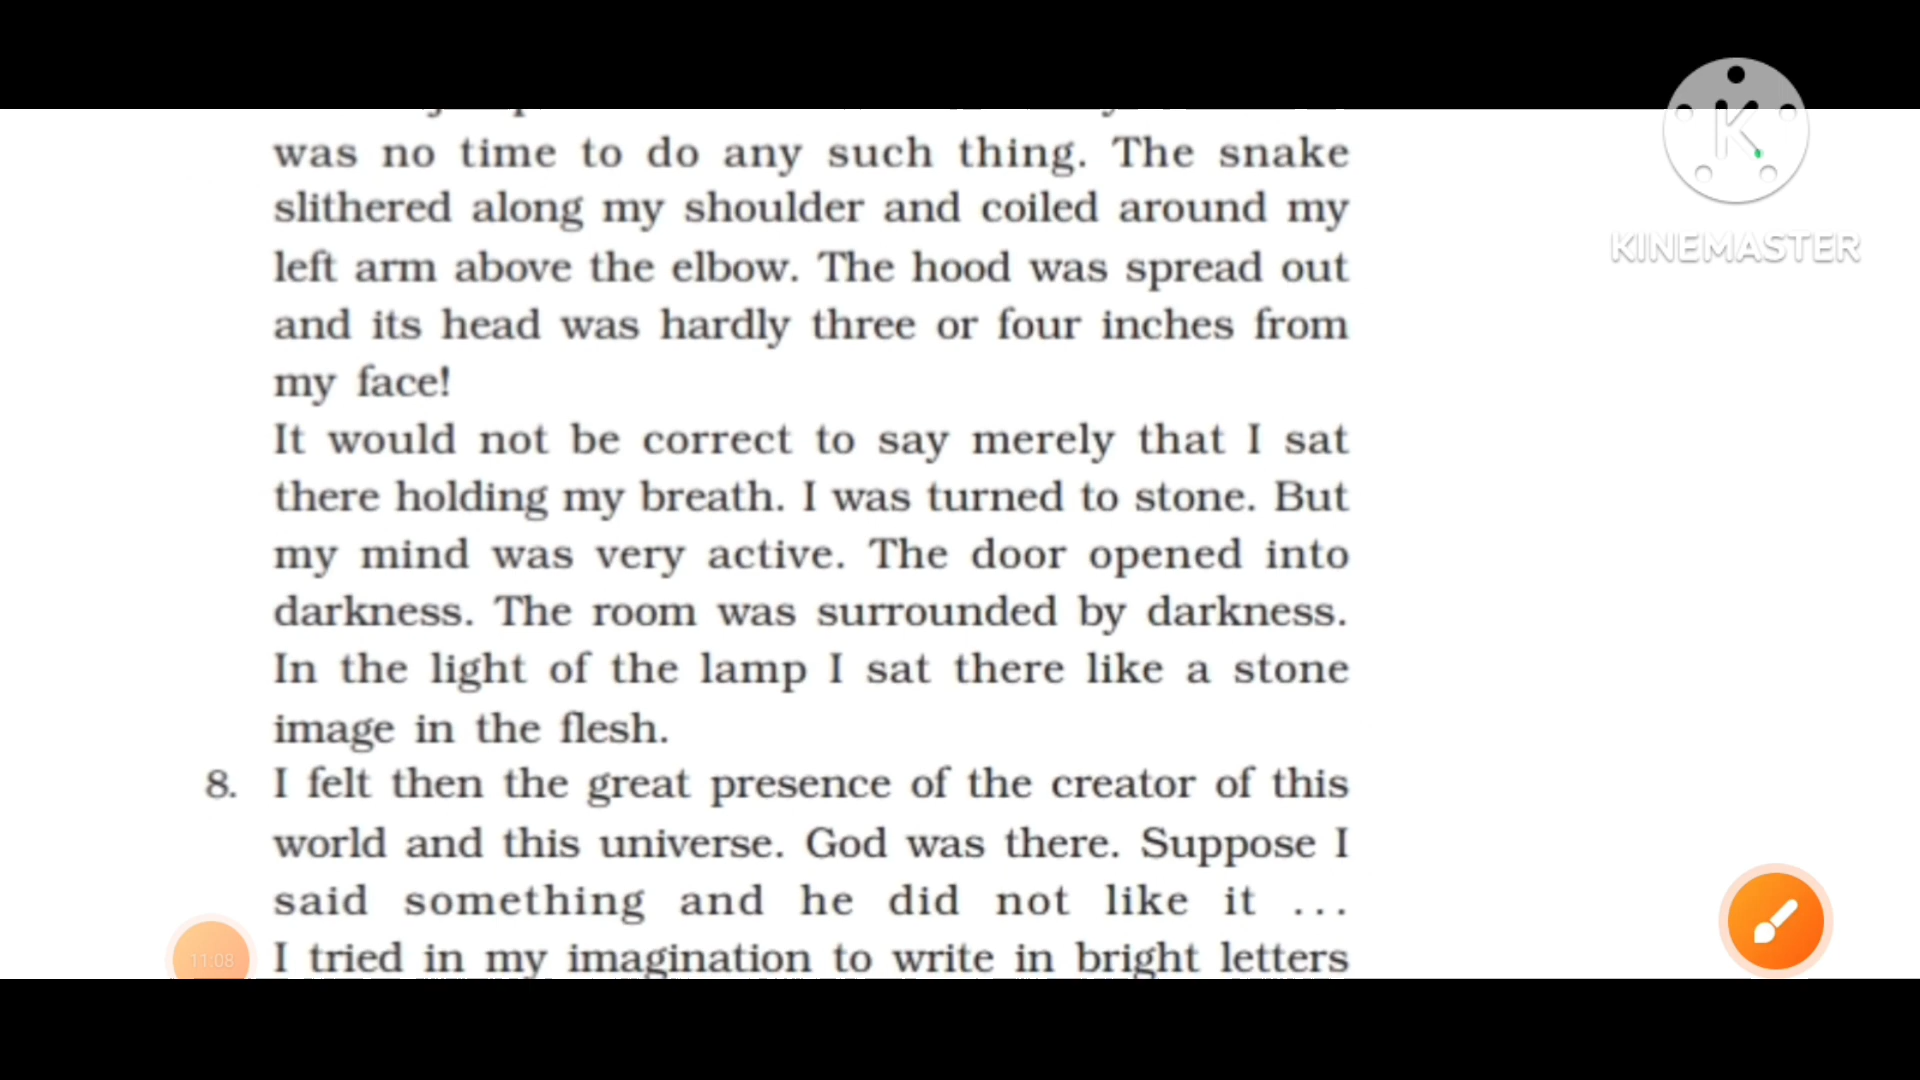 was no time to do any such thing. The snake
slithered along my shoulder and coiled around my
left arm above the elbow. The hood was spread out
and its head was hardly three or four inches from
my face!
It would not be correct to say merely that I sat
there holding my breath. I was turned to stone. But
my mind was very active. The door opened into
darkness. The room was surrounded by darkness.
In the light of the lamp I sat there like a stone
image in the flesh.
8. I felt then the great presence of the creator of this
world and this universe. God was there. Suppose I
said something and he did not like it ...
I tried in my imagination to write in bright letters
11:08
K
KINEMASTER